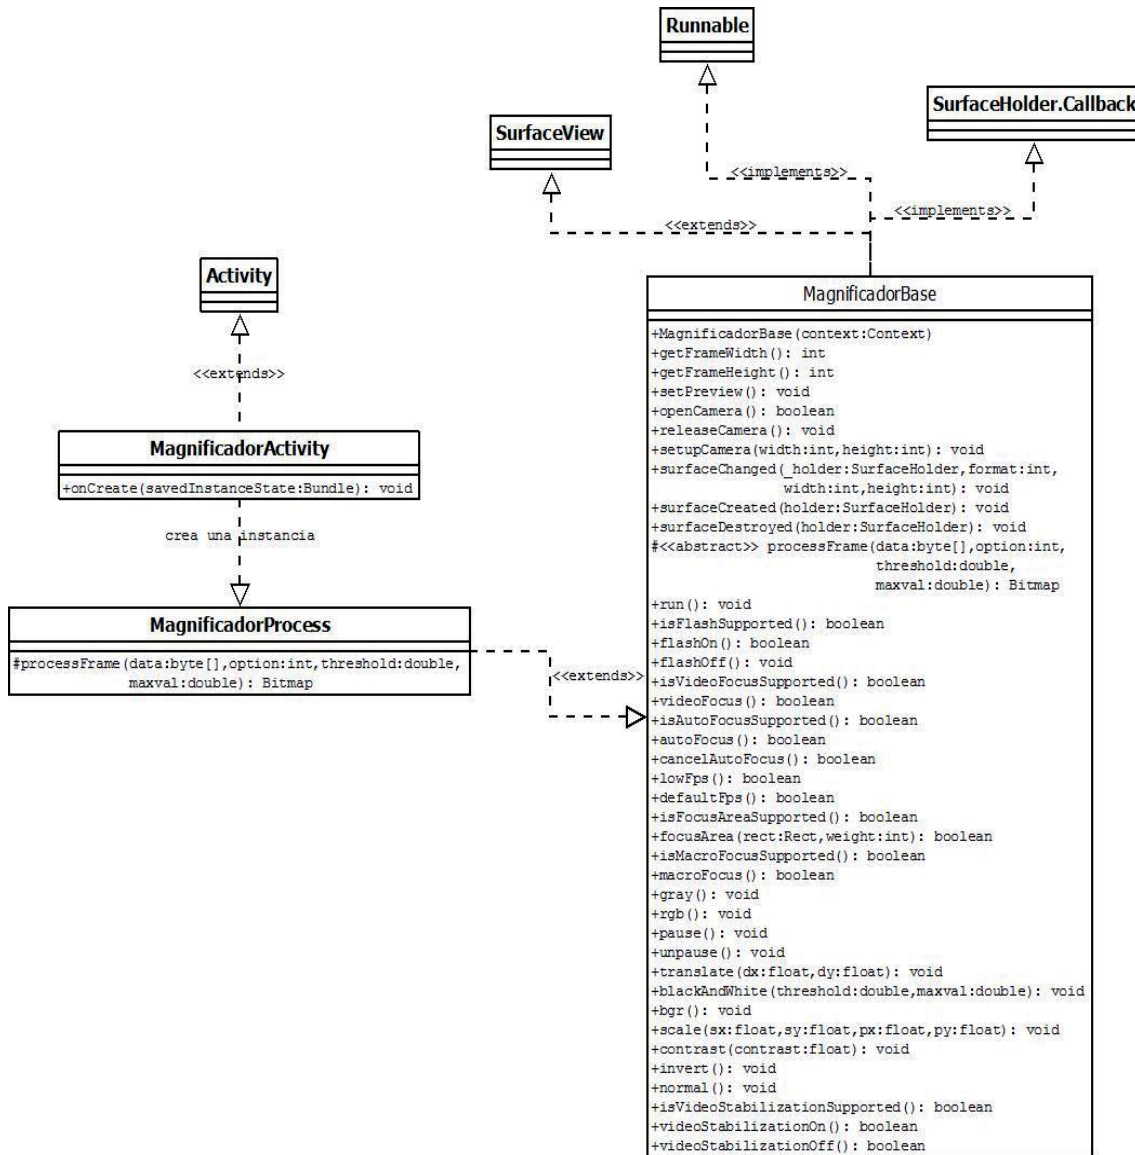 Runnable
SurfaceHolder.Callback
SurfaceView
<<implements>>
<<implements>>
<<extends>>
Activity
<<extends>>
MagnificadorActivity
+onCreate(savedInstanceState:Bundle): void
crea una instancia
MagnificadorProcess
#processFrame(data:byte[],option:int,threshold:double,
maxval:double): Bitmap
<<extends>>
MagnificadorBase
+MagnificadorBase(context:Context)
+getFrameWidth(): int
+getFrameHeight(): int
+setPreview(): void
+openCamera(): boolean
+releaseCamera(): void
+setupCamera(width:int,height:int): void
+surfaceChanged(_holder:SurfaceHolder,format:int,
width:int,height:int): void
+surfaceCreated(holder:SurfaceHolder): void
+surfaceDestroyed(holder:SurfaceHolder): void
#<<abstract>> processFrame(data:byte[],option:int,
threshold:double,
maxval:double): Bitmap
+run(): void
+isFlashSupported(): boolean
+flashOn(): boolean
+flashOff(): void
+isVideoFocusSupported(): boolean
+videoFocus(): boolean
+isAutoFocusSupported(): boolean
+autoFocus(): boolean
+cancelAutoFocus(): boolean
+lowFps(): boolean
+defaultFps(): boolean
+isFocusAreaSupported(): boolean
+focusArea(rect:Rect,weight:int): boolean
+isMacroFocusSupported(): boolean
+macroFocus(): boolean
+gray(): void
+rgb(): void
+pause(): void
+unpause(): void
+translate(dx:float,dy:float): void
+blackAndWhite(threshold:double,maxval:double): void
+bgr(): void
+scale(sx:float,sy:float,px:float,py:float): void
+contrast(contrast:float): void
+invert(): void
+normal(): void
+isVideoStabilizationSupported(): boolean
+videoStabilizationOn(): boolean
+videoStabilizationOff(): boolean